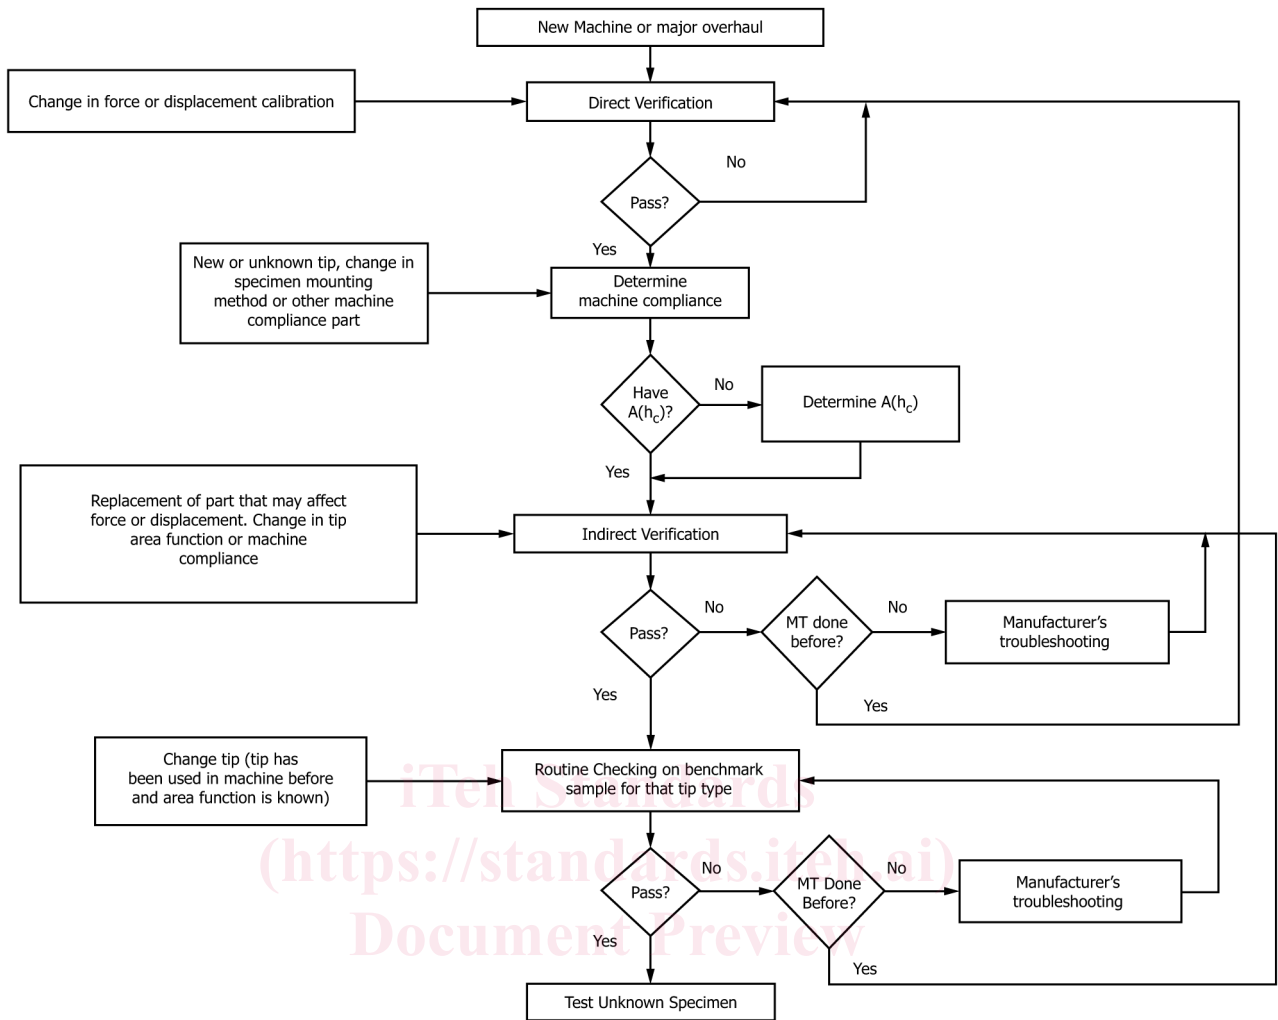 New Machine or major overhaul
Change in force or displacement calibration
Direct Verification
No
Pass?
Yes
New or unknown tip, change in
specimen mounting
method or other machine
compliance part
Determine
machine compliance
Have
A(hc)?
No
Determine A(hc)
Yes
Replacement of part that may affect
force or displacement. Change in tip
area function or machine
compliance
Indirect Verification
Pass?
No
MT done
before?
No
Manufacturer’s
troubleshooting
Yes
Yes
Change tip (tip has
been used in machine before
and area function is known)
Routine Checking on benchmark
sample for that tip type
iTeh Standards
(https://standards.iteh.ai)
Document Preview
Pass?
No
MT Done
Before?
No
Manufacturer’s
troubleshooting
Yes
Yes
Test Unknown Specimen